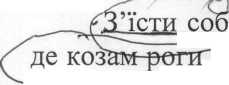 З’їсти соб
де козам роги